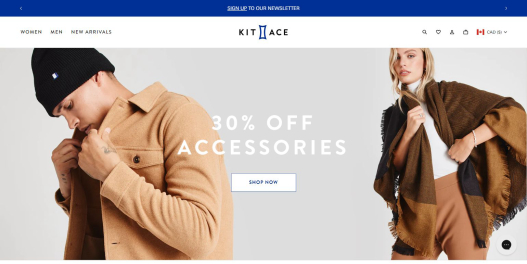 SIGN UP TO OUR NEWSLETTER
WOMEN MEN NEW ARRIVALS
KIT ACE
CAD ($)
30% OFF
ACCESSORIES
SHOP NOW